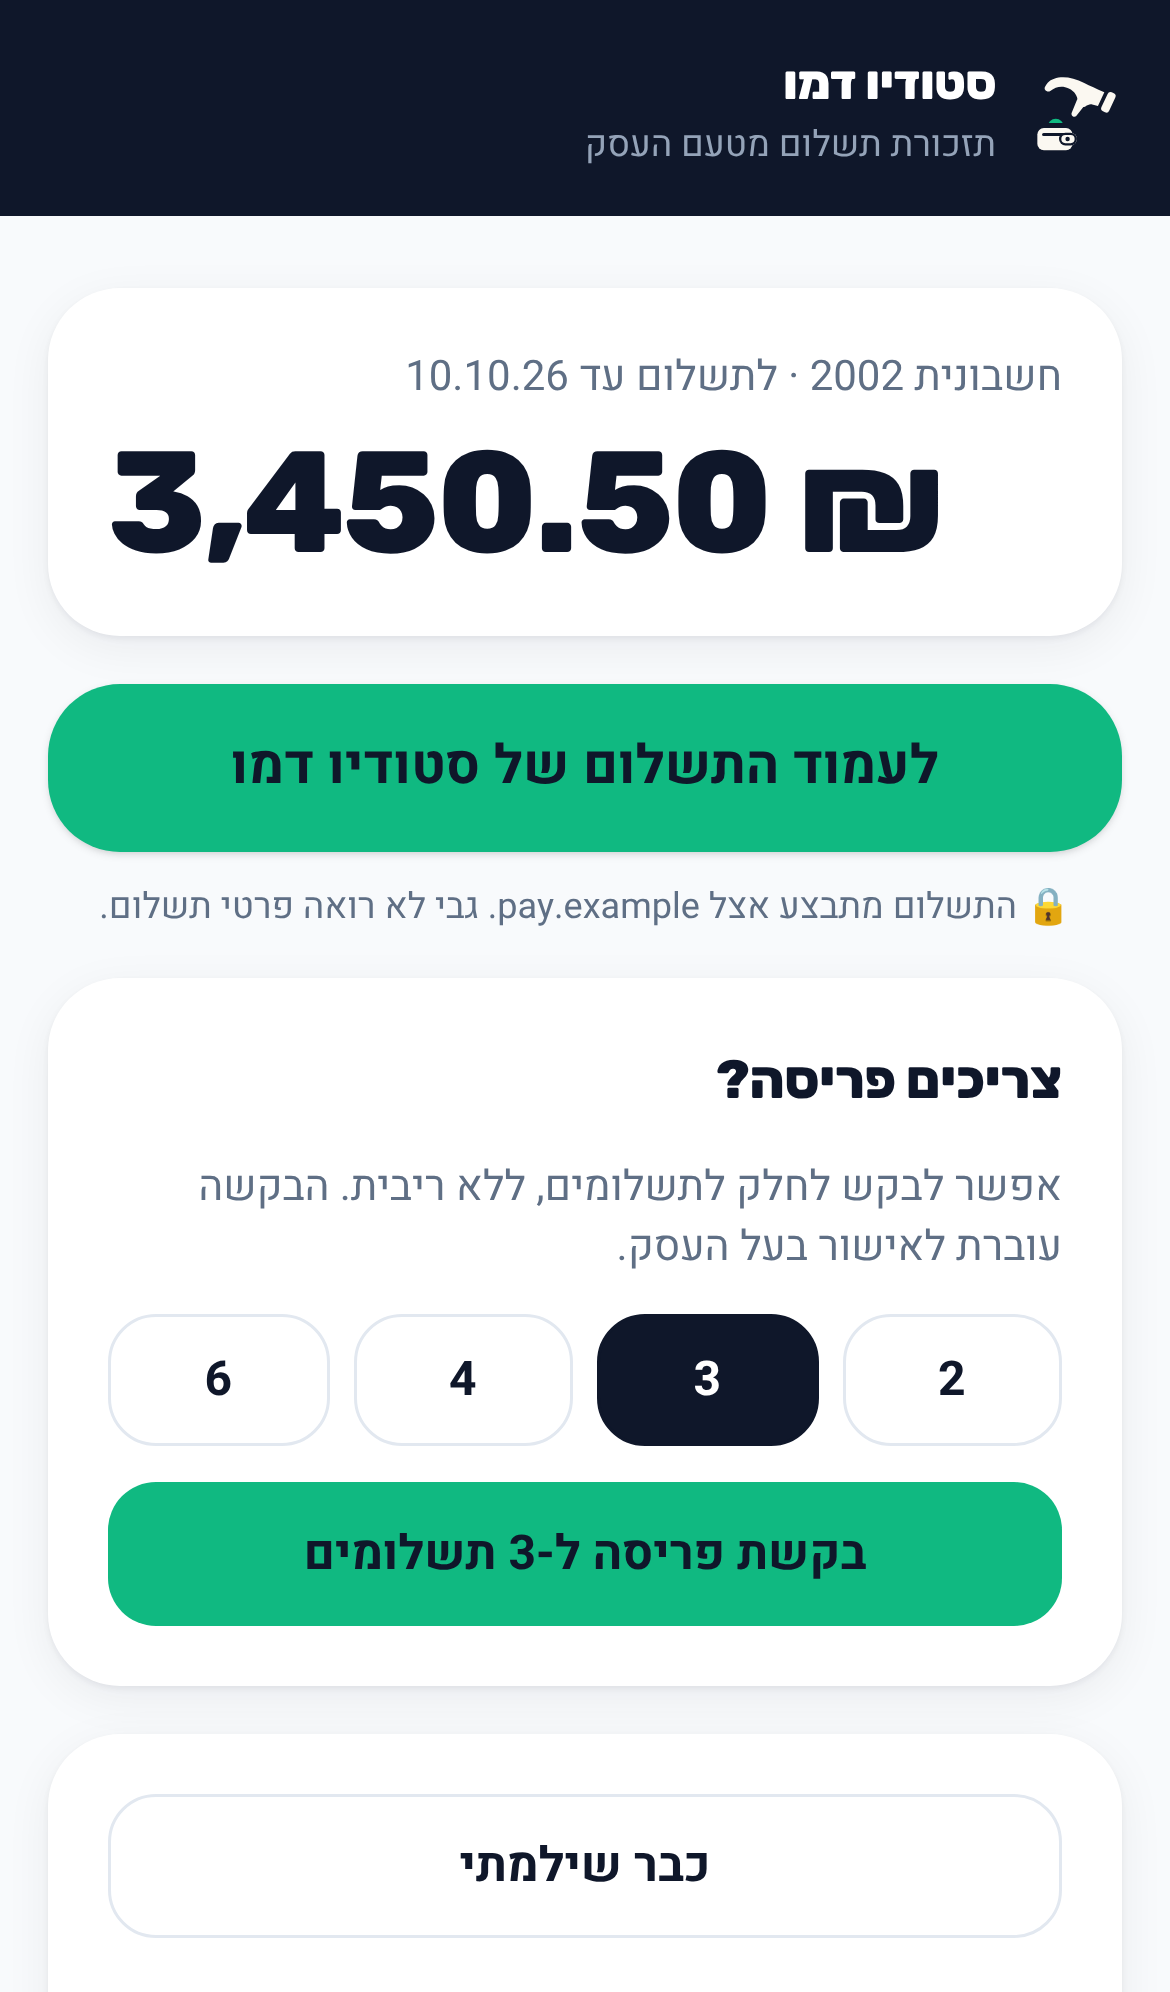 סטודיו דמו
תזכורת תשלום מטעם העסק
חשבונית 2002 · לתשלום עד 10.10.26
3,450.50 ₪
לעמוד התשלום של סטודיו דמו
🔒 התשלום מתבצע אצל pay.example. גבי לא רואה פרטי תשלום.
צריכים פריסה?
אפשר לבקש לחלק לתשלומים, ללא ריבית. הבקשה
עוברת לאישור בעל העסק.
2 3 4 6
בקשת פריסה ל-3 תשלומים
כבר שילמתי